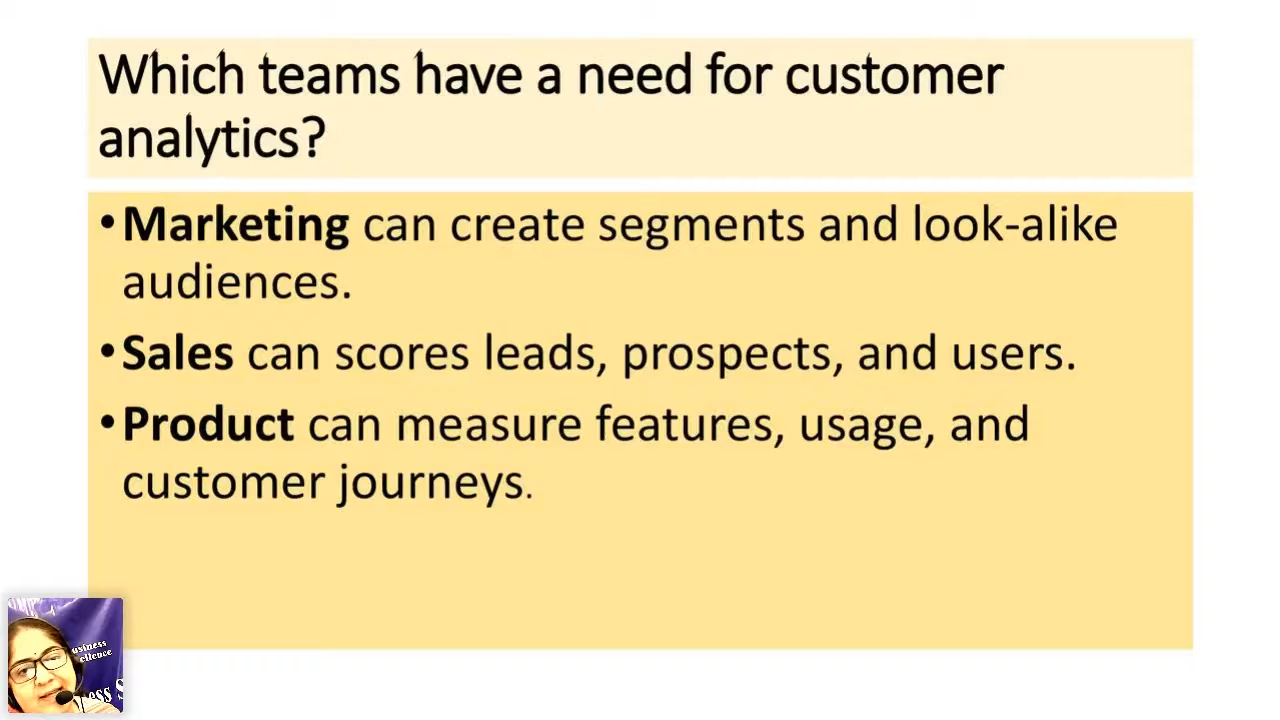 Which teams have a need for customer
analytics?
•Marketing can create segments and look-alike
audiences.
•Sales can scores leads, prospects, and users.
•Product can measure features, usage, and
customer journeys.